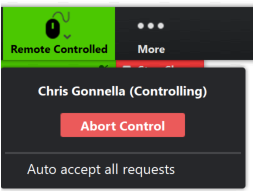 Remote Controlled
More
Chris Gonnella (Controlling)
Abort Control
Auto accept all requests